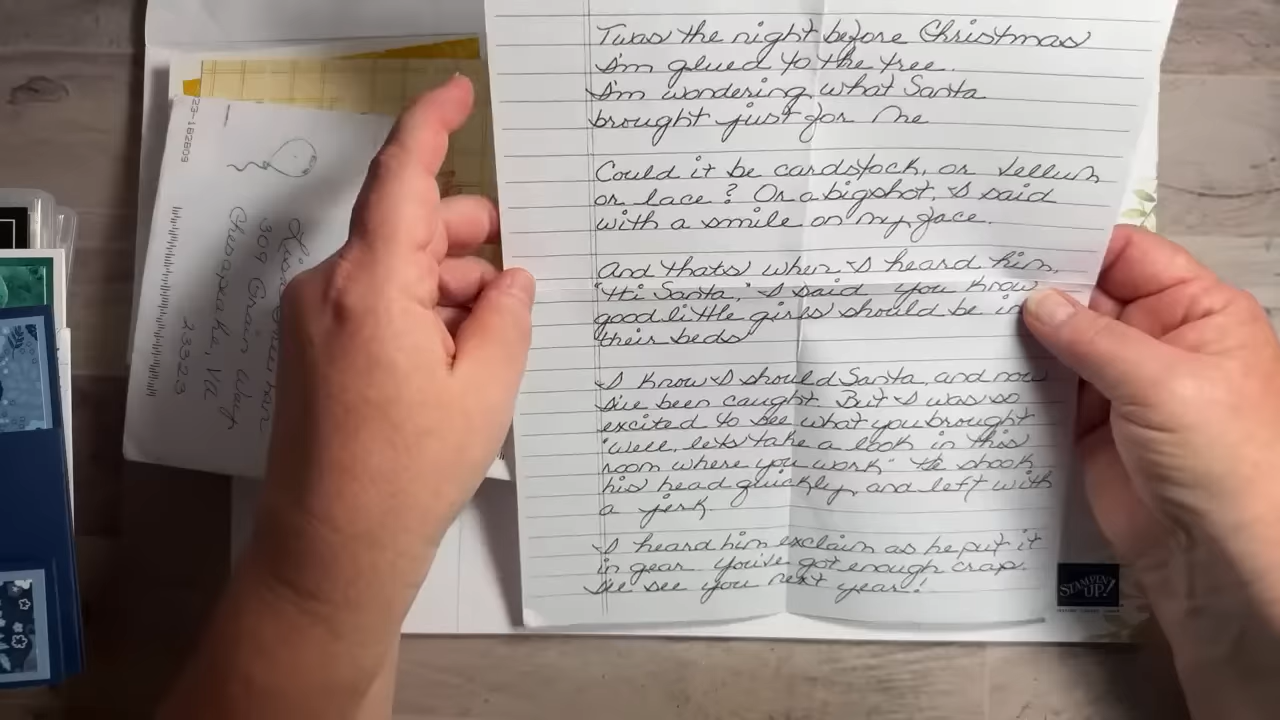 Twas the night before Christmas
I'm glued to the tree.
I'm wondering what Santa
brought just for Me
Could it be cardstock, or Vellum
or lace? Or a bigshot, I said
with a smile on my face.
And thats when I heard him.
"Hi Santa," I said you know
good little girls should be in
their beds
I know I should Santa, and now
I've been caught. But I was so
excited to see what you brought
"Well, lets take a look in this
room where you work" He shook
his head quickly, and left with
a jerk.
I heard him exclaim as he put it
in gear you've got enough crap.
I'll see you next year!
STAMPIN' UP!
23-182809
309 Way
Chesapeake, VA
23323